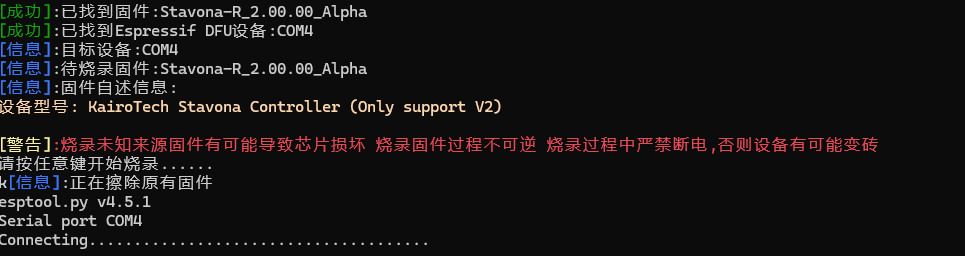 [成功]:已找到固件:Stavona-R_2.00.00_Alpha
[成功]:已找到Espressif DFU设备:COM4
[信息]:目标设备:COM4
[信息]:待烧录固件:Stavona-R_2.00.00_Alpha
[信息]:固件自述信息:
设备型号: KairoTech Stavona Controller (Only support V2)
[警告]:烧录未知来源固件有可能导致芯片损坏 烧录固件过程不可逆 烧录过程中严禁断电,否则设备有可能变砖
请按任意键开始烧录......
k[信息]:正在擦除原有固件
esptool.py v4.5.1
Serial port COM4
Connecting......................................